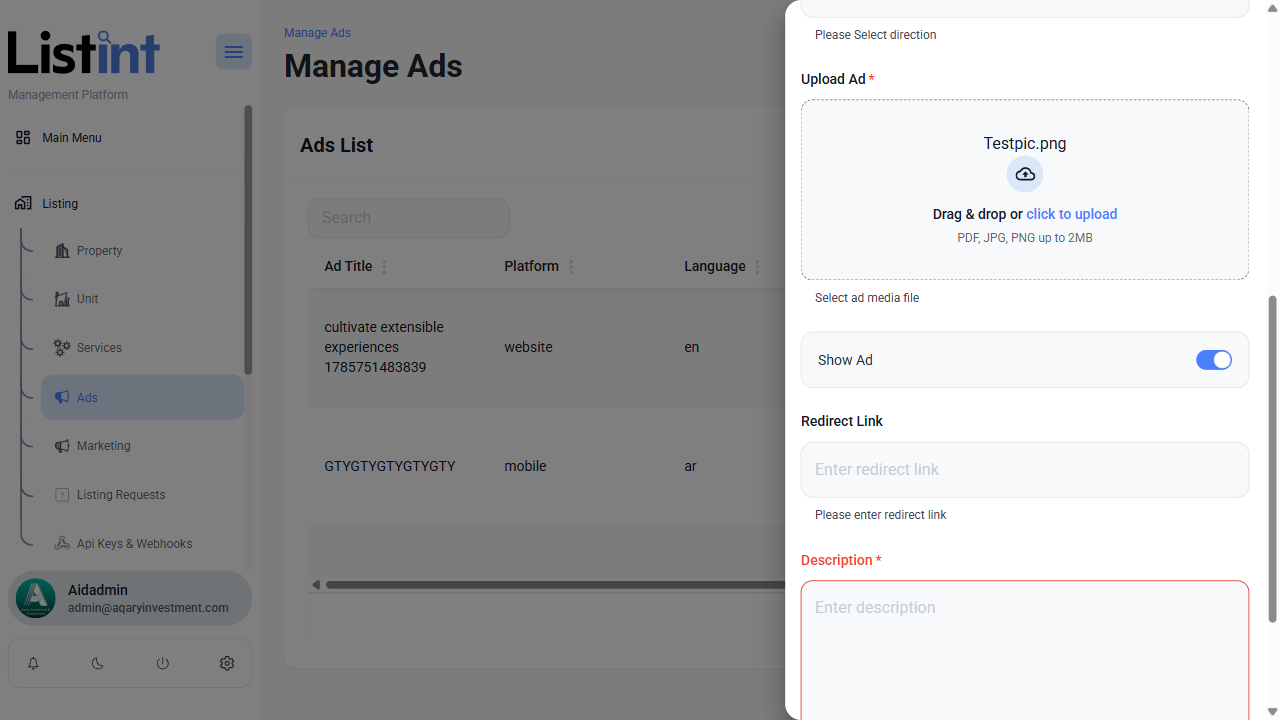 Listint
Management Platform
Main Menu
Listing
Property
Unit
Services
Ads
Marketing
Listing Requests
Api Keys & Webhooks
Aidadmin
admin@aqaryinvestment.com
Manage Ads
Manage Ads
Ads List
Search
Ad Title Platform Language
cultivate extensible
experiences
1785751483839
website
en
GTYGTYGTYGTYGTY mobile ar
Please Select direction
Upload Ad *
Testpic.png
Drag & drop or click to upload
PDF, JPG, PNG up to 2MB
Select ad media file
Show Ad
Redirect Link
Enter redirect link
Please enter redirect link
Description *
Enter description